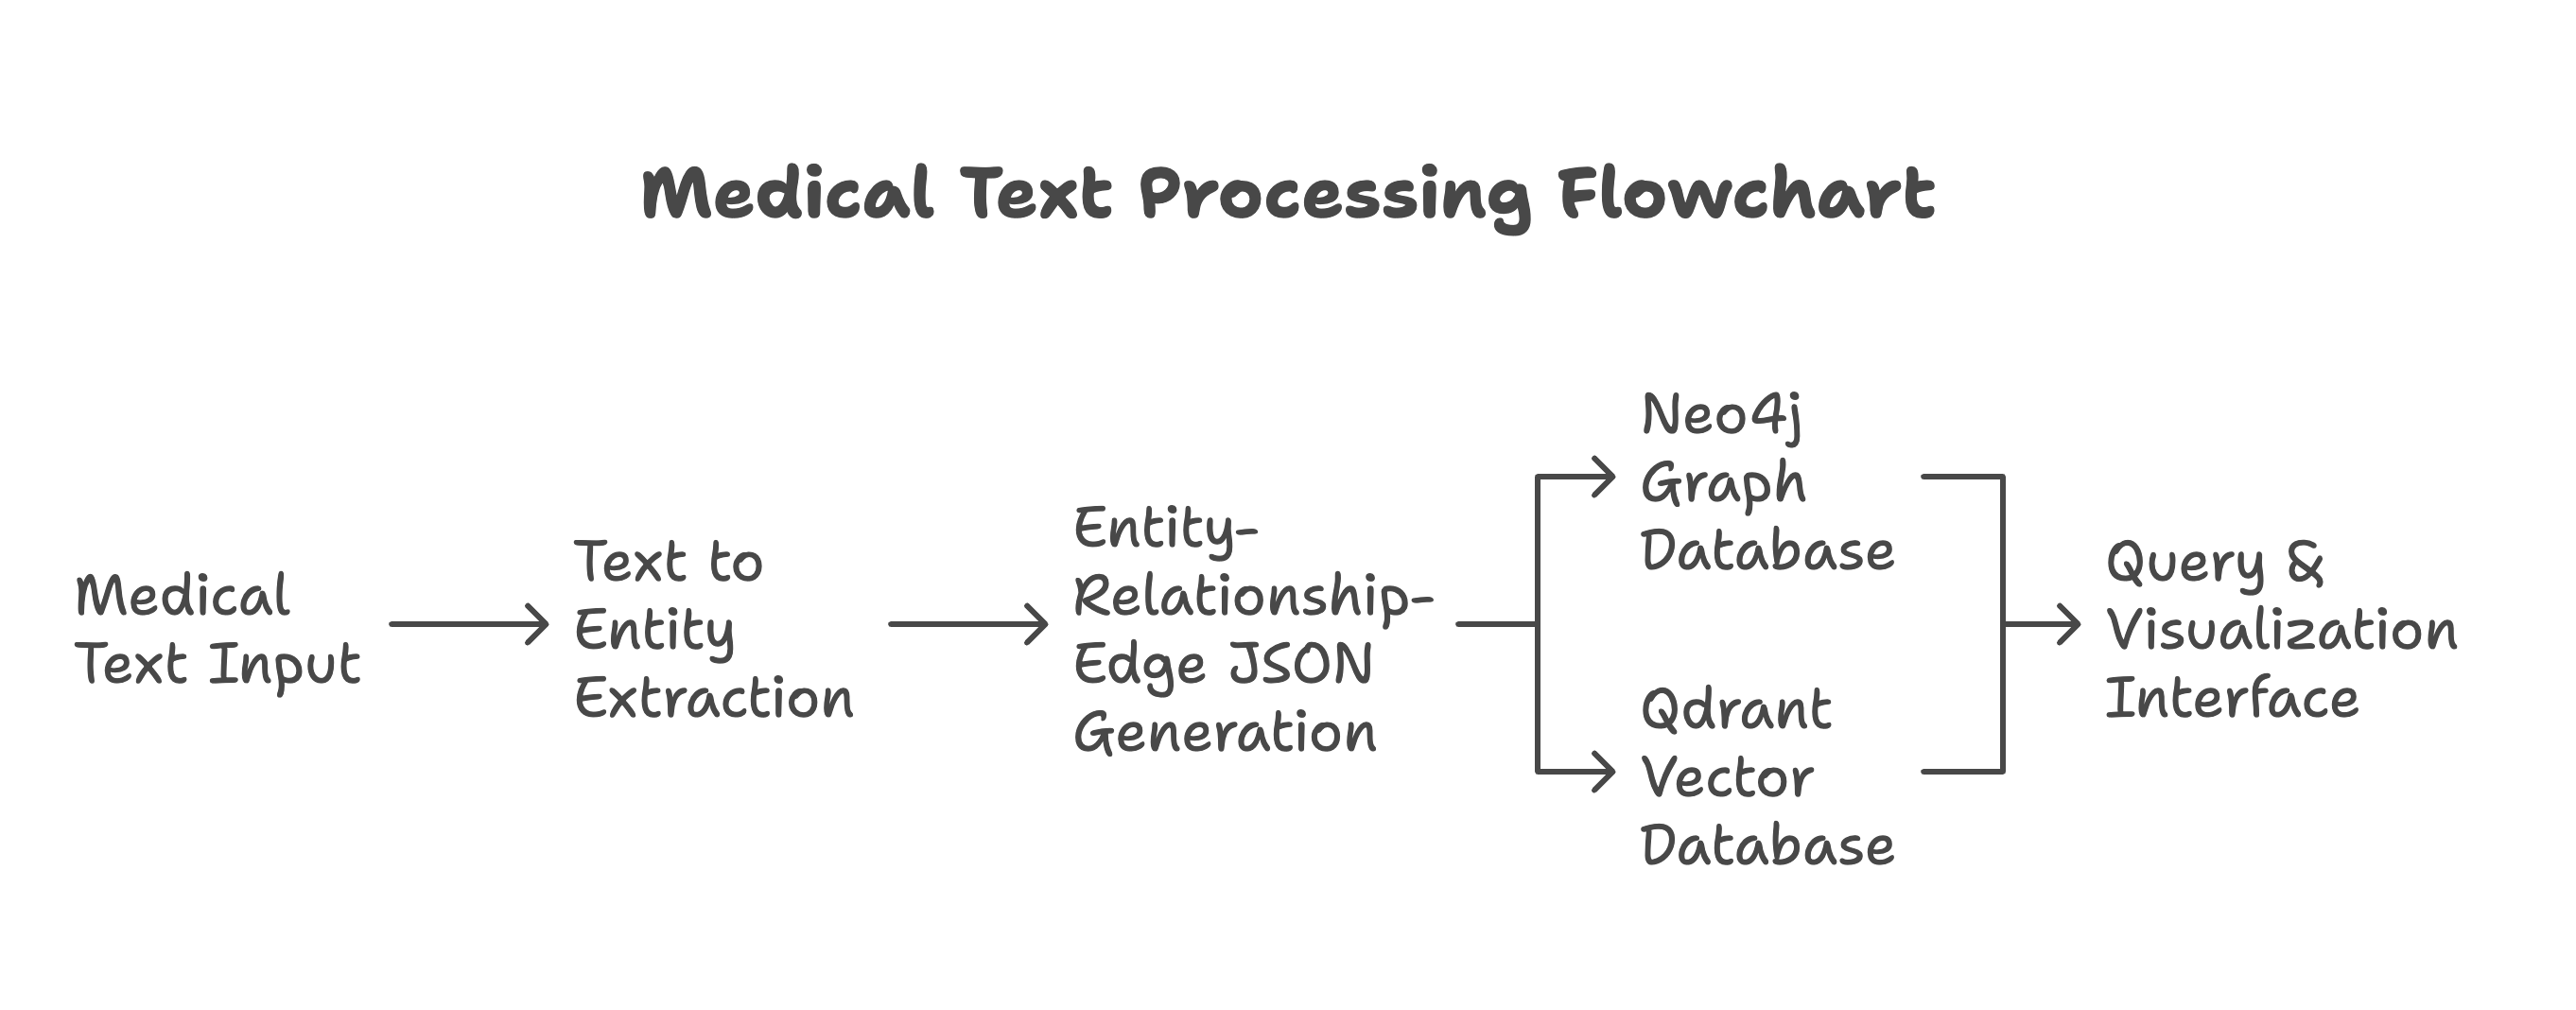 Medical Text Processing Flowchart
Medical
Text Input
Text to
Entity
Extraction
Entity-
Relationship-
Edge JSON
Generation
Neo4j
Graph
Database
Qdrant
Vector
Database
Query &
Visualization
Interface